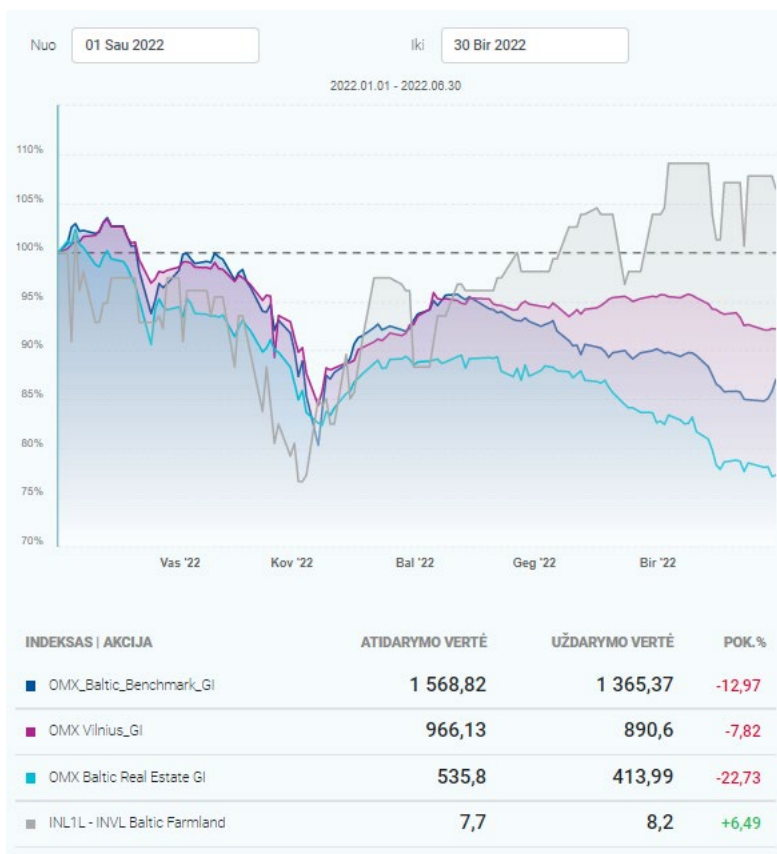 Nuo 01 Sau 2022 Iki 30 Bir 2022
2022.01.01 - 2022.06.30
110%
105%
100%
95%
90%
85%
80%
75%
70%
Vas '22 Kov '22 Bal '22 Geg '22 Bir '22
INDEKSAS | AKCIJA ATIDARYMO VERTĖ UŽDARYMO VERTĖ POK.%
OMX_Baltic_Benchmark_GI 1 568,82 1 365,37 -12,97
OMX Vilnius_GI 966,13 890,6 -7,82
OMX Baltic Real Estate GI 535,8 413,99 -22,73
INL1L - INVL Baltic Farmland 7,7 8,2 +6,49